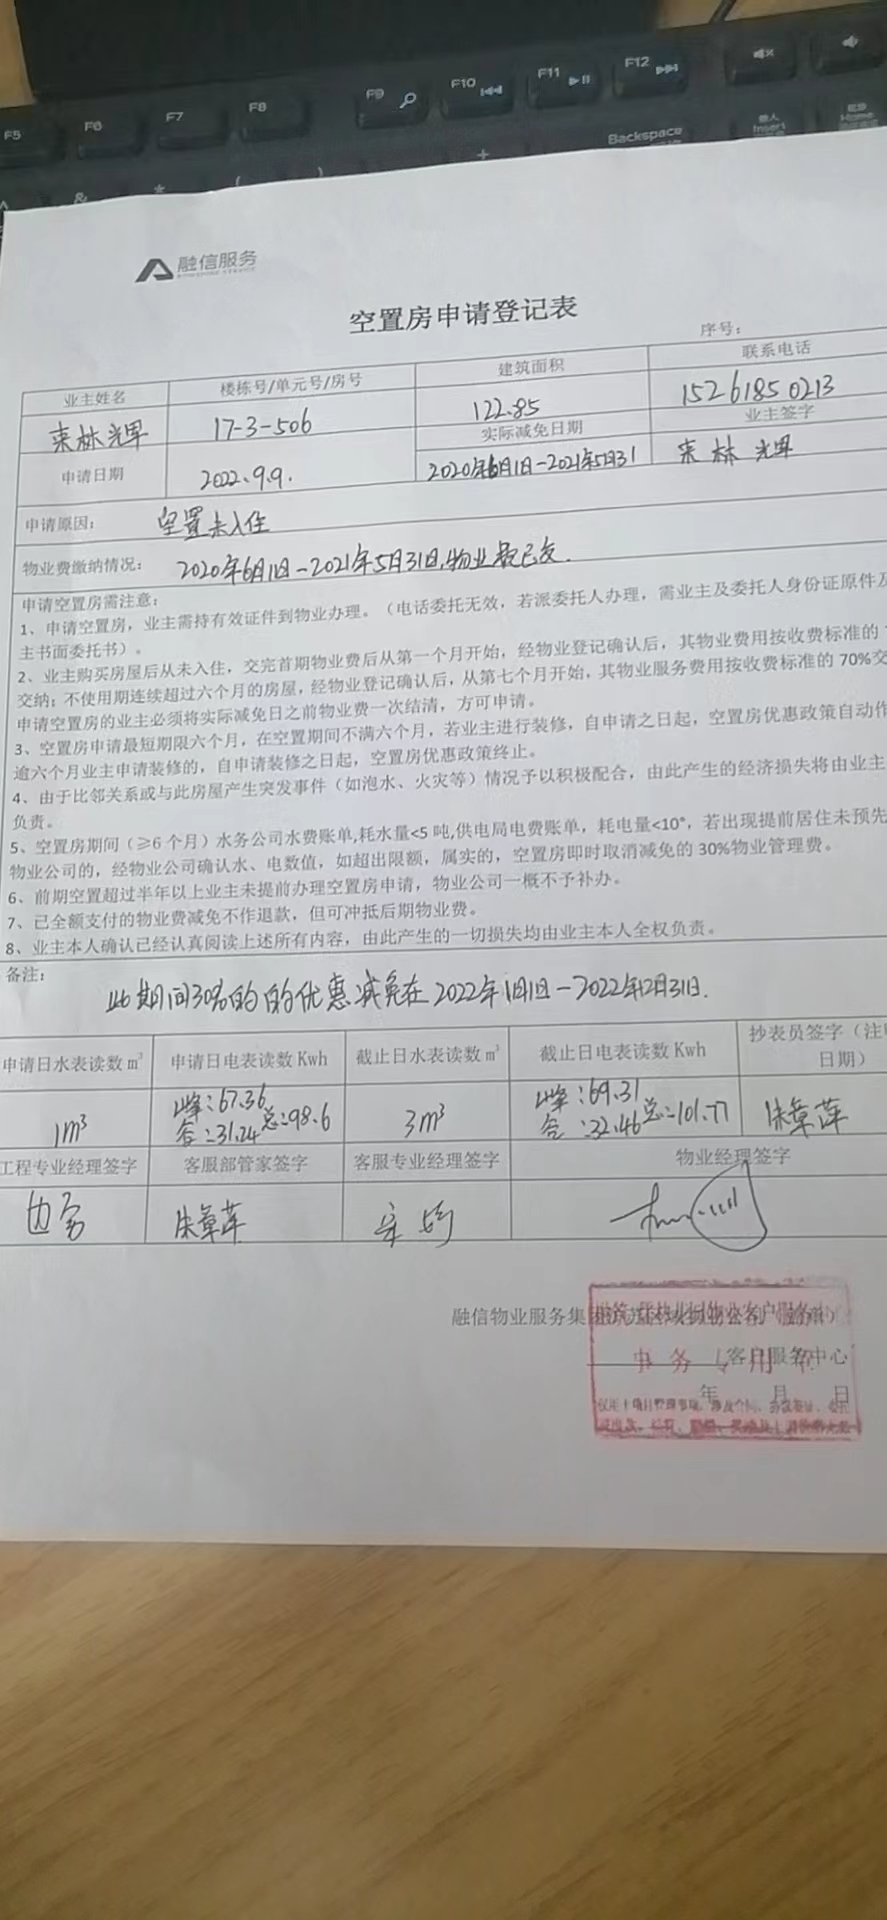 F5 F6 F7 F8 F9 F10 F11 F12
Backspace
Insert
Home
融信服务
空置房申请登记表
序号：
业主姓名 楼栋号/单元号/房号 建筑面积 联系电话
林光辉 17-3-506 122.85 15261850213
实际减免日期 业主签字
申请日期 2022.9.9. 2020年6月1日-2021年5月31 林 光辉
申请原因： 空置未入住
物业费缴纳情况： 2020年6月1日-2021年5月31日,物业费已交.
申请空置房需注意：
1、申请空置房，业主需持有效证件到物业办理。（电话委托无效，若派委托人办理，需业主及委托人身份证原件及
主书面委托书）。
2、业主购买房屋后从未入住，交完首期物业费后从第一个月开始，经物业登记确认后，其物业费用按收费标准的
交纳；不使用期连续超过六个月的房屋，经物业登记确认后，从第七个月开始，其物业服务费用按收费标准的 70%交
申请空置房的业主必须将实际减免日之前物业费一次结清，方可申请。
3、空置房申请最短期限六个月，在空置期间不满六个月，若业主进行装修，自申请之日起，空置房优惠政策自动作
逾六个月业主申请装修的，自申请装修之日起，空置房优惠政策终止。
4、由于比邻关系或与此房屋产生突发事件（如泡水、火灾等）情况予以积极配合，由此产生的经济损失将由业主
负责。
5、空置房期间（≥6 个月）水务公司水费账单,耗水量<5 吨,供电局电费账单，耗电量<10°，若出现提前居住未预先
物业公司的，经物业公司确认水、电数值，如超出限额，属实的，空置房即时取消减免的 30%物业管理费。
6、前期空置超过半年以上业主未提前办理空置房申请，物业公司一概不予补办。
7、已全额支付的物业费减免不作退款，但可冲抵后期物业费。
8、业主本人确认已经认真阅读上述所有内容，由此产生的一切损失均由业主本人全权负责。
备注：
此期间30%的的优惠减免在2022年1月1日-2022年12月31日.
申请日水表读数 m³ 申请日电表读数 Kwh 截止日水表读数 m³ 截止日电表读数 Kwh 抄表员签字（注
日期）
1m³ 峰:67.36 谷:31.24 总:98.6 3m³ 峰:69.31 谷:32.46 总:101.77 朱章萍
工程专业经理签字 客服部管家签字 客服专业经理签字 物业经理签字
朱章萍
融信物业服务集团
客户服务中心
年 月 日